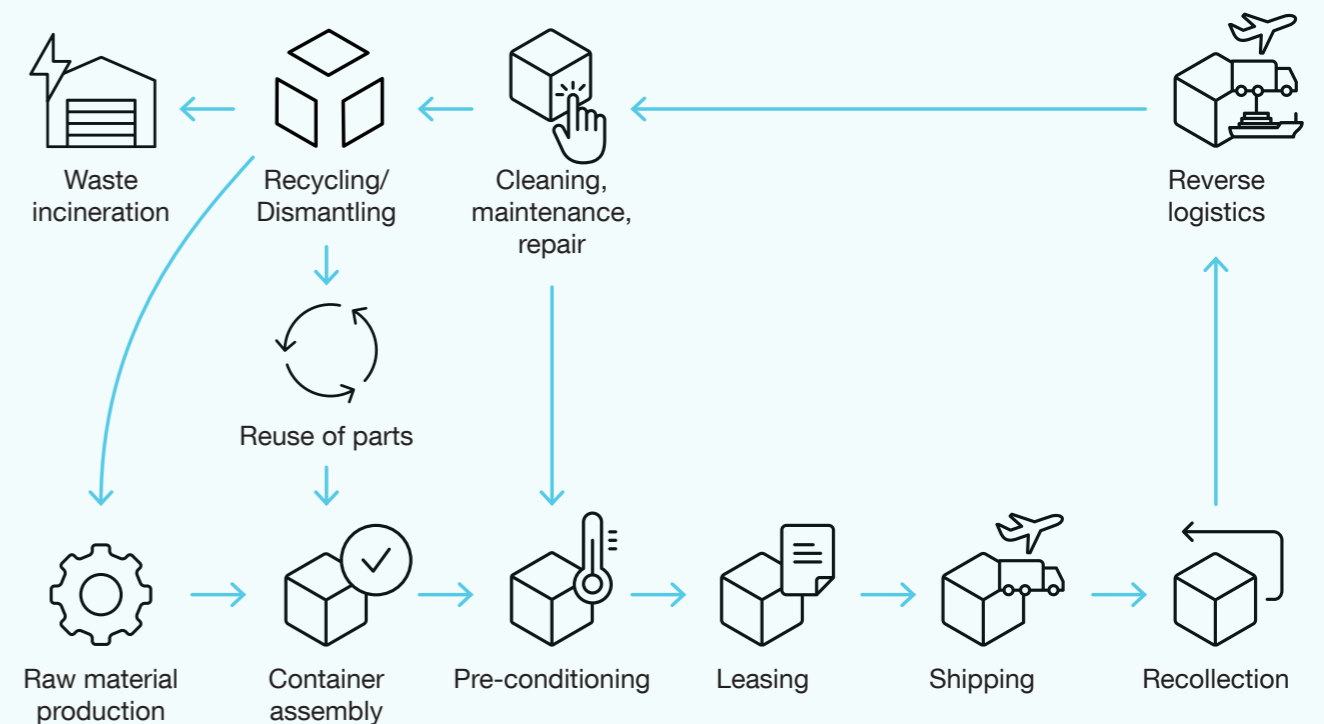 Waste
incineration
Recycling/
Dismantling
Cleaning,
maintenance,
repair
Reverse
logistics
Reuse of parts
Raw material
production
Container
assembly
Pre-conditioning
Leasing
Shipping
Recollection